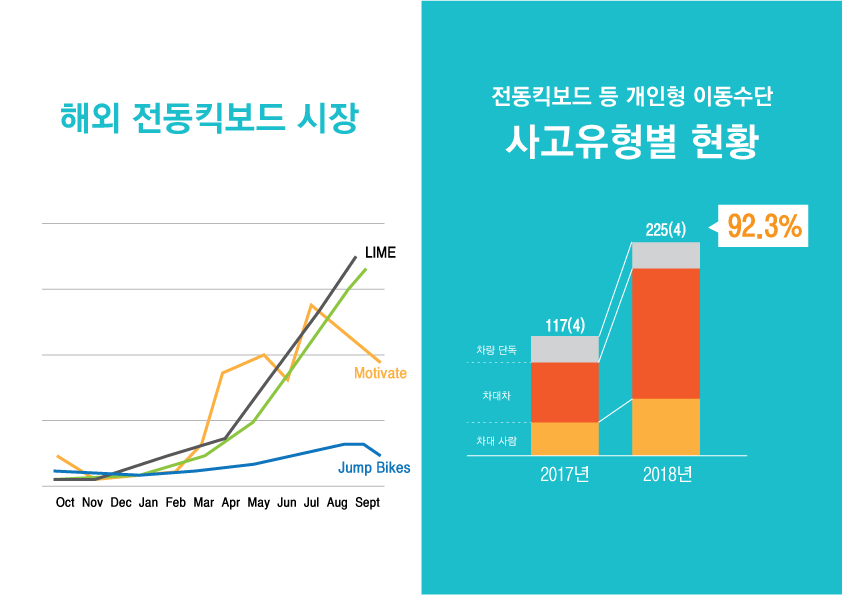 해외 전동킥보드 시장
LIME
Motivate
Jump Bikes
Oct Nov Dec Jan Feb Mar Apr May Jun Jul Aug Sept
전동킥보드 등 개인형 이동수단
사고유형별 현황
92.3%
225(4)
117(4)
차량 단독
차대차
차대 사람
2017년 2018년